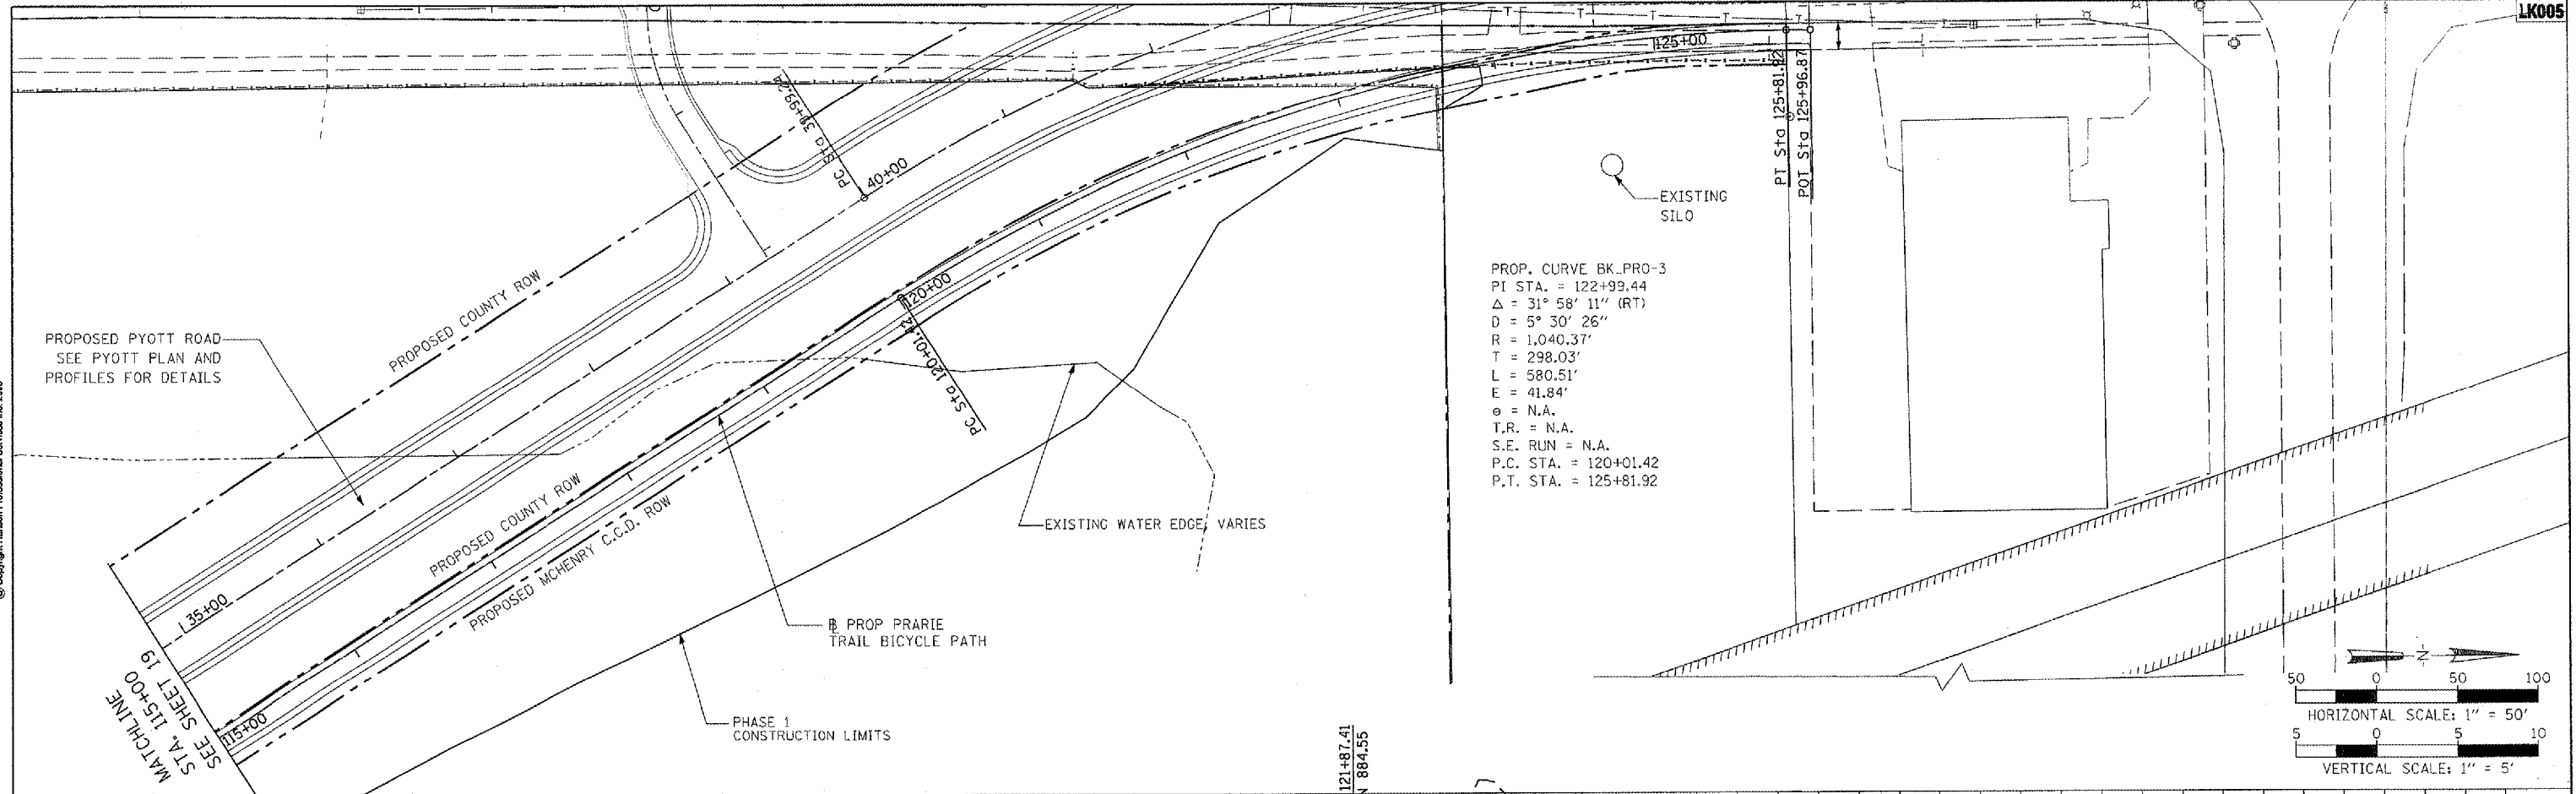 LK005
125+00
PT Sta 125+81.92
POT Sta 125+96.87
PC Sta 39+99.24
40+00
EXISTING
SILO
PROP. CURVE BK_PRO-3
PI STA. = 122+99.44
Δ = 31° 58' 11" (RT)
D = 5° 30' 26"
R = 1,040.37'
T = 298.03'
L = 580.51'
E = 41.84'
e = N.A.
T.R. = N.A.
S.E. RUN = N.A.
P.C. STA. = 120+01.42
P.T. STA. = 125+81.92
PROPOSED COUNTY ROW
120+00
PC Sta 120+01.42
PROPOSED PYOTT ROAD
SEE PYOTT PLAN AND
PROFILES FOR DETAILS
PROPOSED COUNTY ROW
PROPOSED MCHENRY C.C.D. ROW
EXISTING WATER EDGE, VARIES
35+00
℄ PROP PRARIE
TRAIL BICYCLE PATH
MATCHLINE
STA. 115+00
SEE SHEET 19
115+00
PHASE 1
CONSTRUCTION LIMITS
121+87.41
884.55
N
50 0 50 100
HORIZONTAL SCALE: 1" = 50'
5 0 5 10
VERTICAL SCALE: 1" = 5'